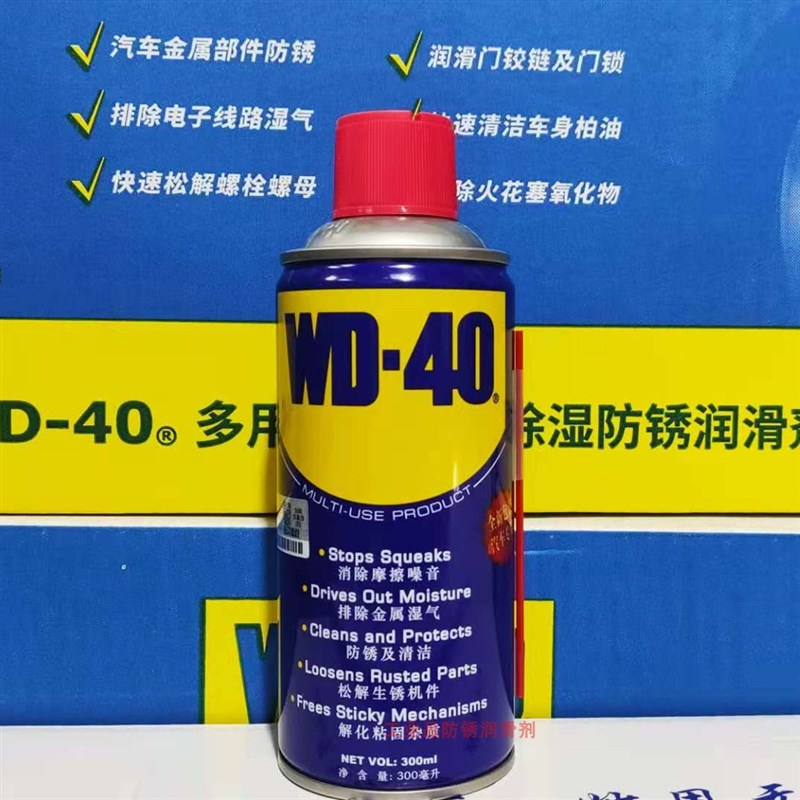 汽车金属部件防锈
润滑门铰链及门锁
排除电子线路湿气
速清洁车身柏油
快速松解螺栓螺母
除火花塞氧化物
WD-40®
D-40® 多用
除湿防锈润滑剂
MULTI-USE PRODUCT
• Stops Squeaks
消除摩擦噪音
• Drives Out Moisture
排除金属湿气
• Cleans and Protects
防锈及清洁
• Loosens Rusted Parts
松解生锈机件
• Frees Sticky Mechanisms
解化粘固杂质
防锈润滑剂
NET VOL: 300ml
净 含 量: 300毫升